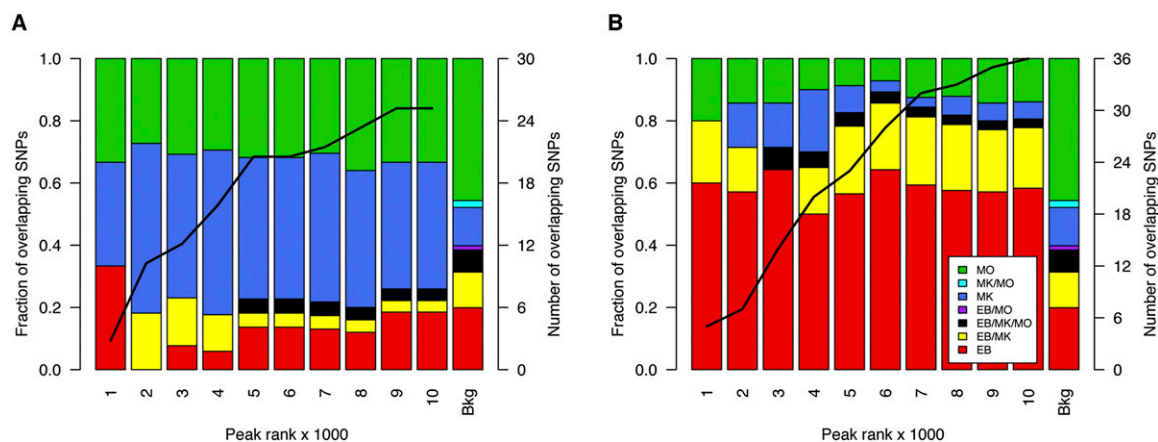 A
B
1.0
0.8
0.6
0.4
0.2
0.0
Fraction of overlapping SNPs
30
24
18
12
6
0
Number of overlapping SNPs
1 2 3 4 5 6 7 8 9 10 Bkg
Peak rank x 1000
1.0
0.8
0.6
0.4
0.2
0.0
Fraction of overlapping SNPs
36
30
24
18
12
6
0
Number of overlapping SNPs
MO
MK/MO
MK
EB/MO
EB/MK/MO
EB/MK
EB
1 2 3 4 5 6 7 8 9 10 Bkg
Peak rank x 1000